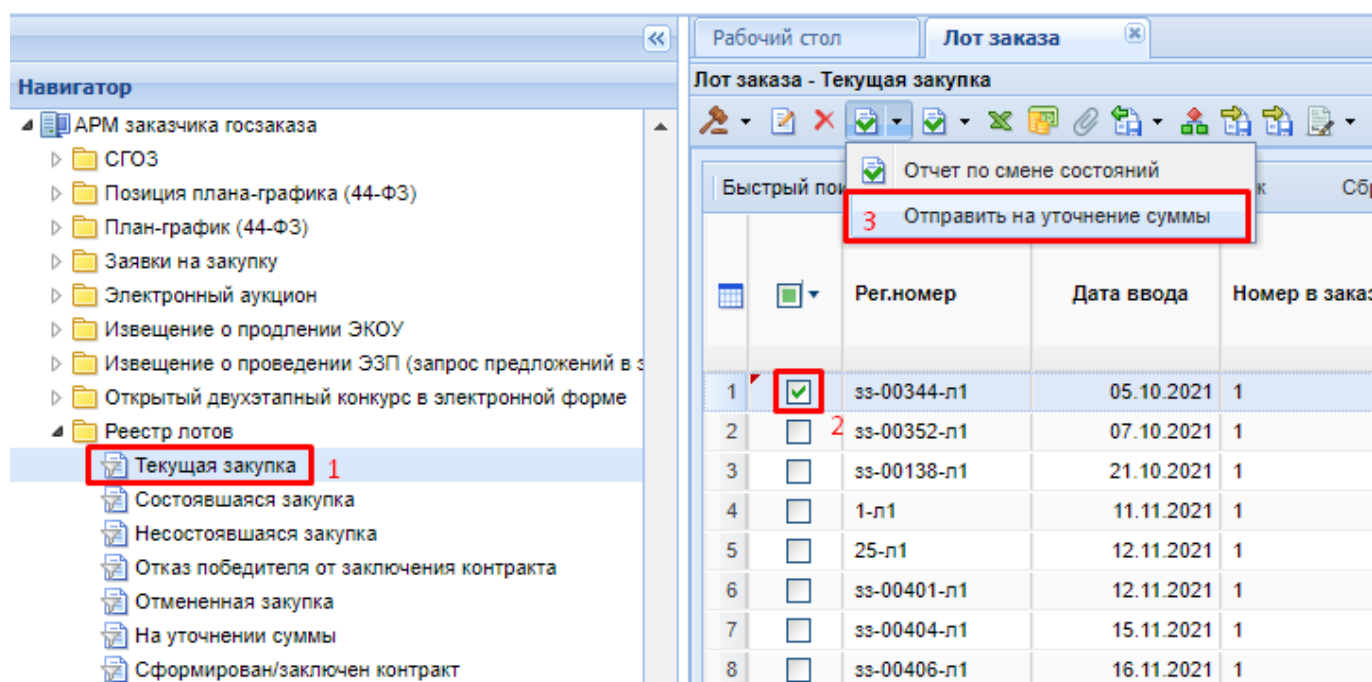 Рабочий стол
Лот заказа
Навигатор
Лот заказа - Текущая закупка
АРМ заказчика госзаказа
СГОЗ
Позиция плана-графика (44-ФЗ)
План-график (44-ФЗ)
Заявки на закупку
Электронный аукцион
Извещение о продлении ЭКОУ
Извещение о проведении ЭЗП (запрос предложений в з
Открытый двухэтапный конкурс в электронной форме
Реестр лотов
Текущая закупка 1
Состоявшаяся закупка
Несостоявшаяся закупка
Отказ победителя от заключения контракта
Отмененная закупка
На уточнении суммы
Сформирован/заключен контракт
Отчет по смене состояний
Быстрый пои к Сбр
3 Отправить на уточнение суммы
Рег.номер Дата ввода Номер в заказ
1 зз-00344-л1 05.10.2021 1
2 2 зз-00352-л1 07.10.2021 1
3 зз-00138-л1 21.10.2021 1
4 1-л1 11.11.2021 1
5 25-л1 12.11.2021 1
6 зз-00401-л1 12.11.2021 1
7 зз-00404-л1 15.11.2021 1
8 зз-00406-л1 16.11.2021 1